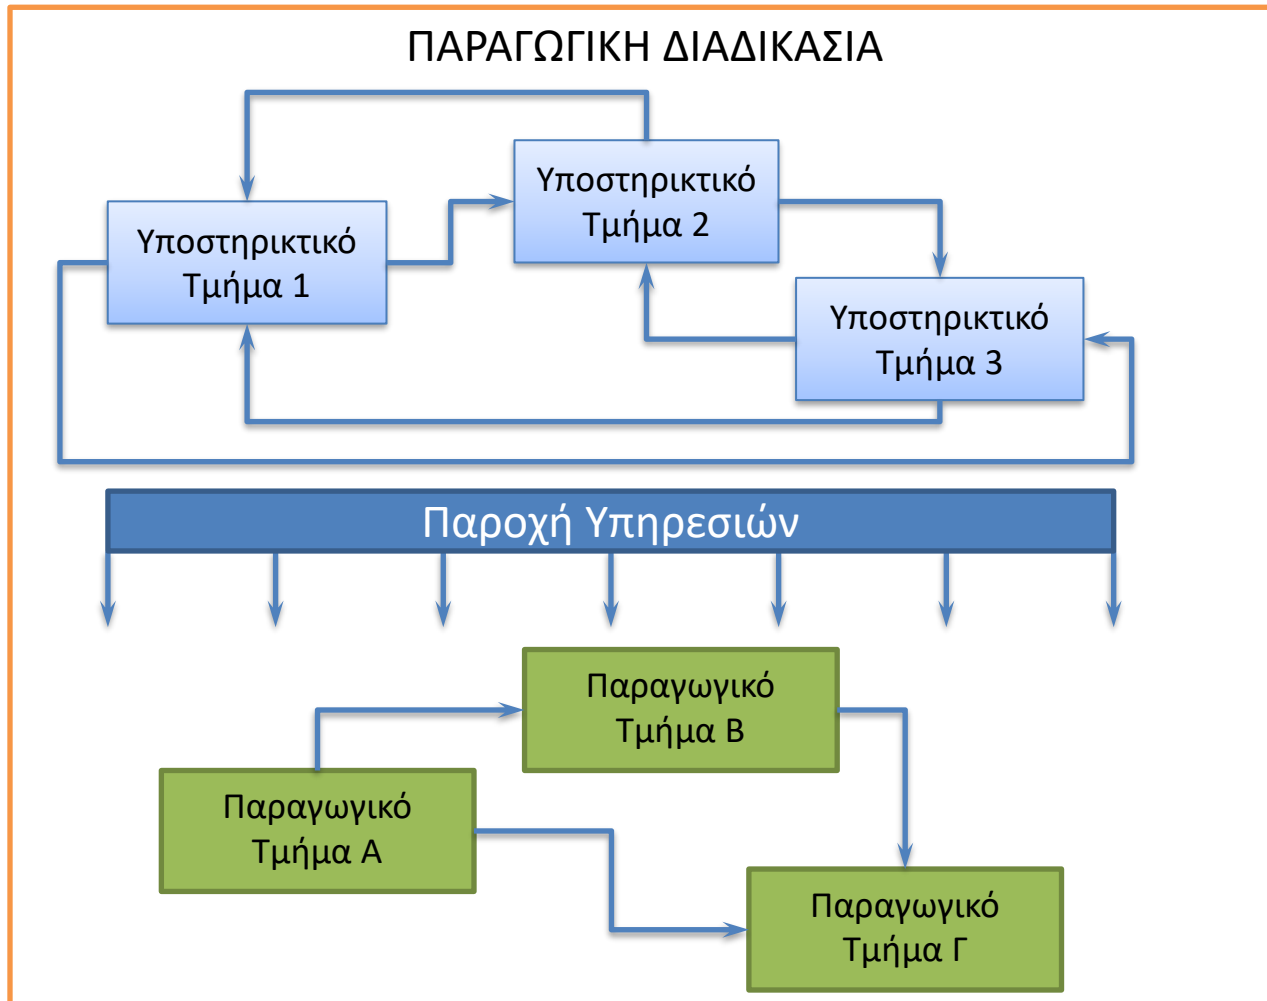 ΠΑΡΑΓΩΓΙΚΗ ΔΙΑΔΙΚΑΣΙΑ
Υποστηρικτικό
Τμήμα 2
Υποστηρικτικό
Τμήμα 1
Υποστηρικτικό
Τμήμα 3
Παροχή Υπηρεσιών
Παραγωγικό
Τμήμα Β
Παραγωγικό
Τμήμα Α
Παραγωγικό
Τμήμα Γ